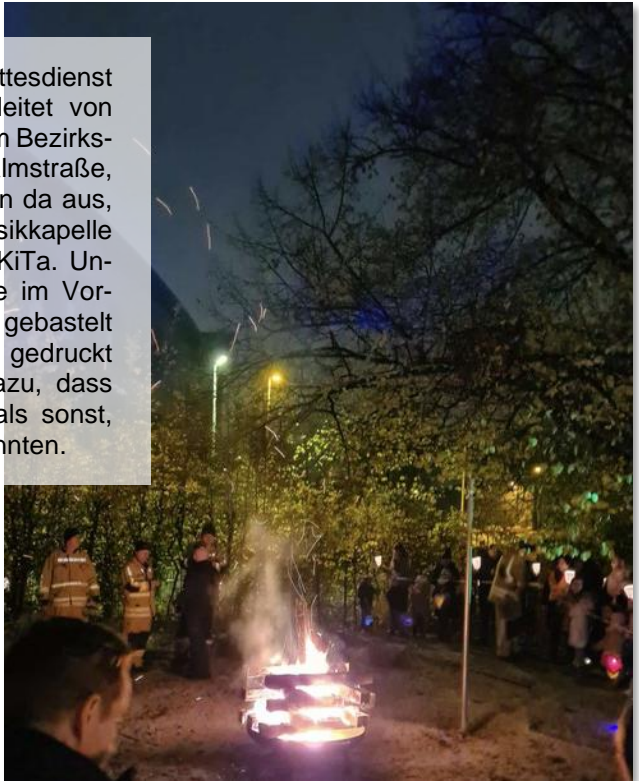 ttesdienst
leitet von
m Bezirks-
lmstraße,
n da aus,
sikkapelle
KiTa. Un-
e im Vor-
gebastelt
gedruckt
azu, dass
als sonst,
nnten.